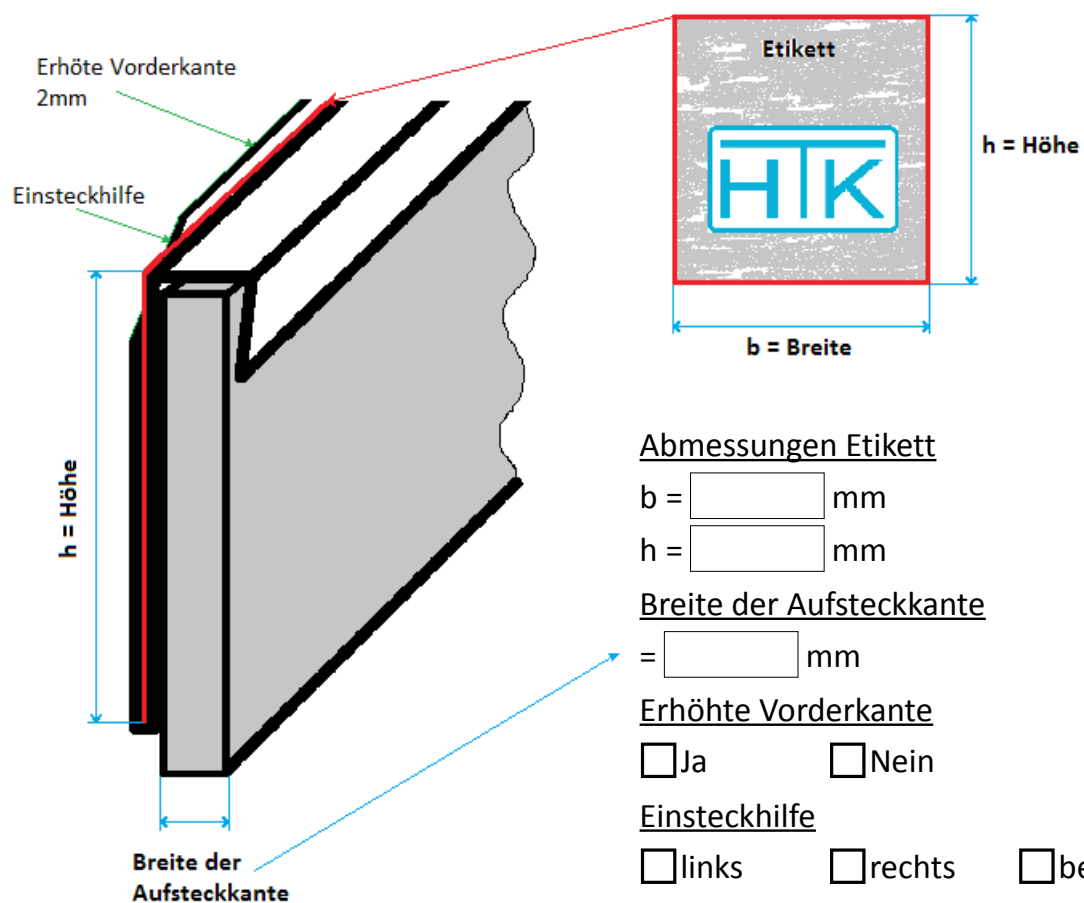 Erhöte Vorderkante
2mm
Einsteckhilfe
Etikett
HTK
h = Höhe
b = Breite
h = Höhe
Breite der
Aufsteckkante
Abmessungen Etikett
b = mm
h = mm
Breite der Aufsteckkante
= mm
Erhöhte Vorderkante
Ja Nein
Einsteckhilfe
links rechts